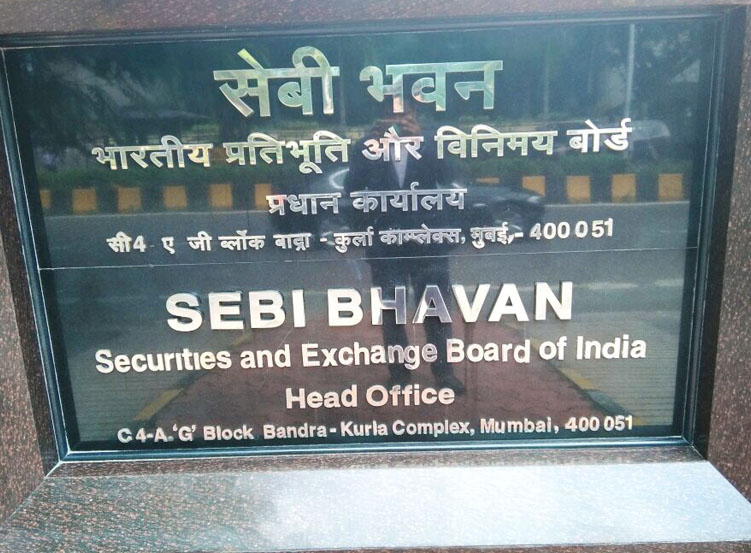 सेबी भवन
भारतीय प्रतिभूति और विनिमय बोर्ड
प्रधान कार्यालय
सी4 ए जी ब्लॉक बान्द्रा - कुर्ला काम्प्लेक्स, मुंबई,- 400 051
SEBI BHAVAN
Securities and Exchange Board of India
Head Office
C4-A.'G' Block Bandra - Kurla Complex, Mumbai, 400 051